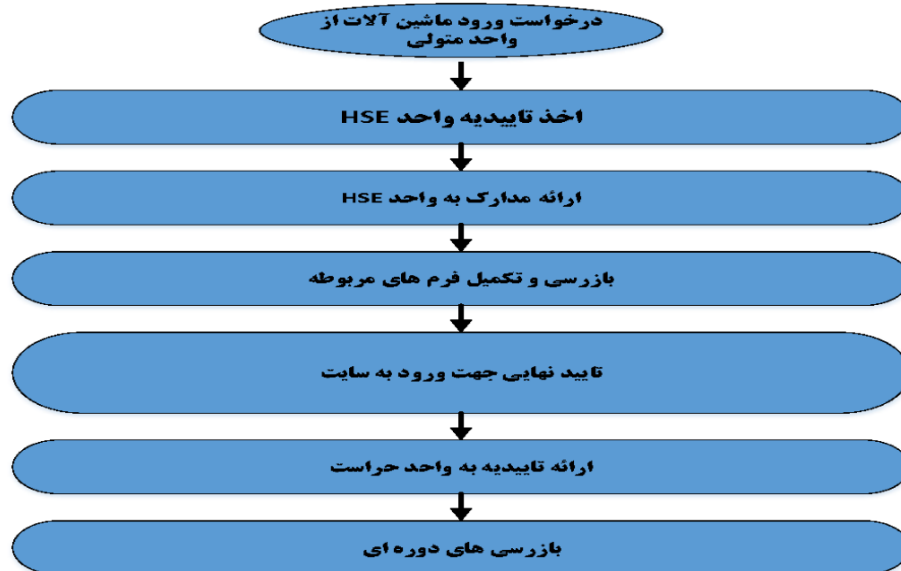 درخواست ورود ماشین آلات از
واحد متولی
اخذ تاییدیه واحد HSE
ارائه مدارک به واحد HSE
بازرسی و تکمیل فرم های مربوطه
تایید نهایی جهت ورود به سایت
ارائه تاییدیه به واحد حراست
بازرسی های دوره ای